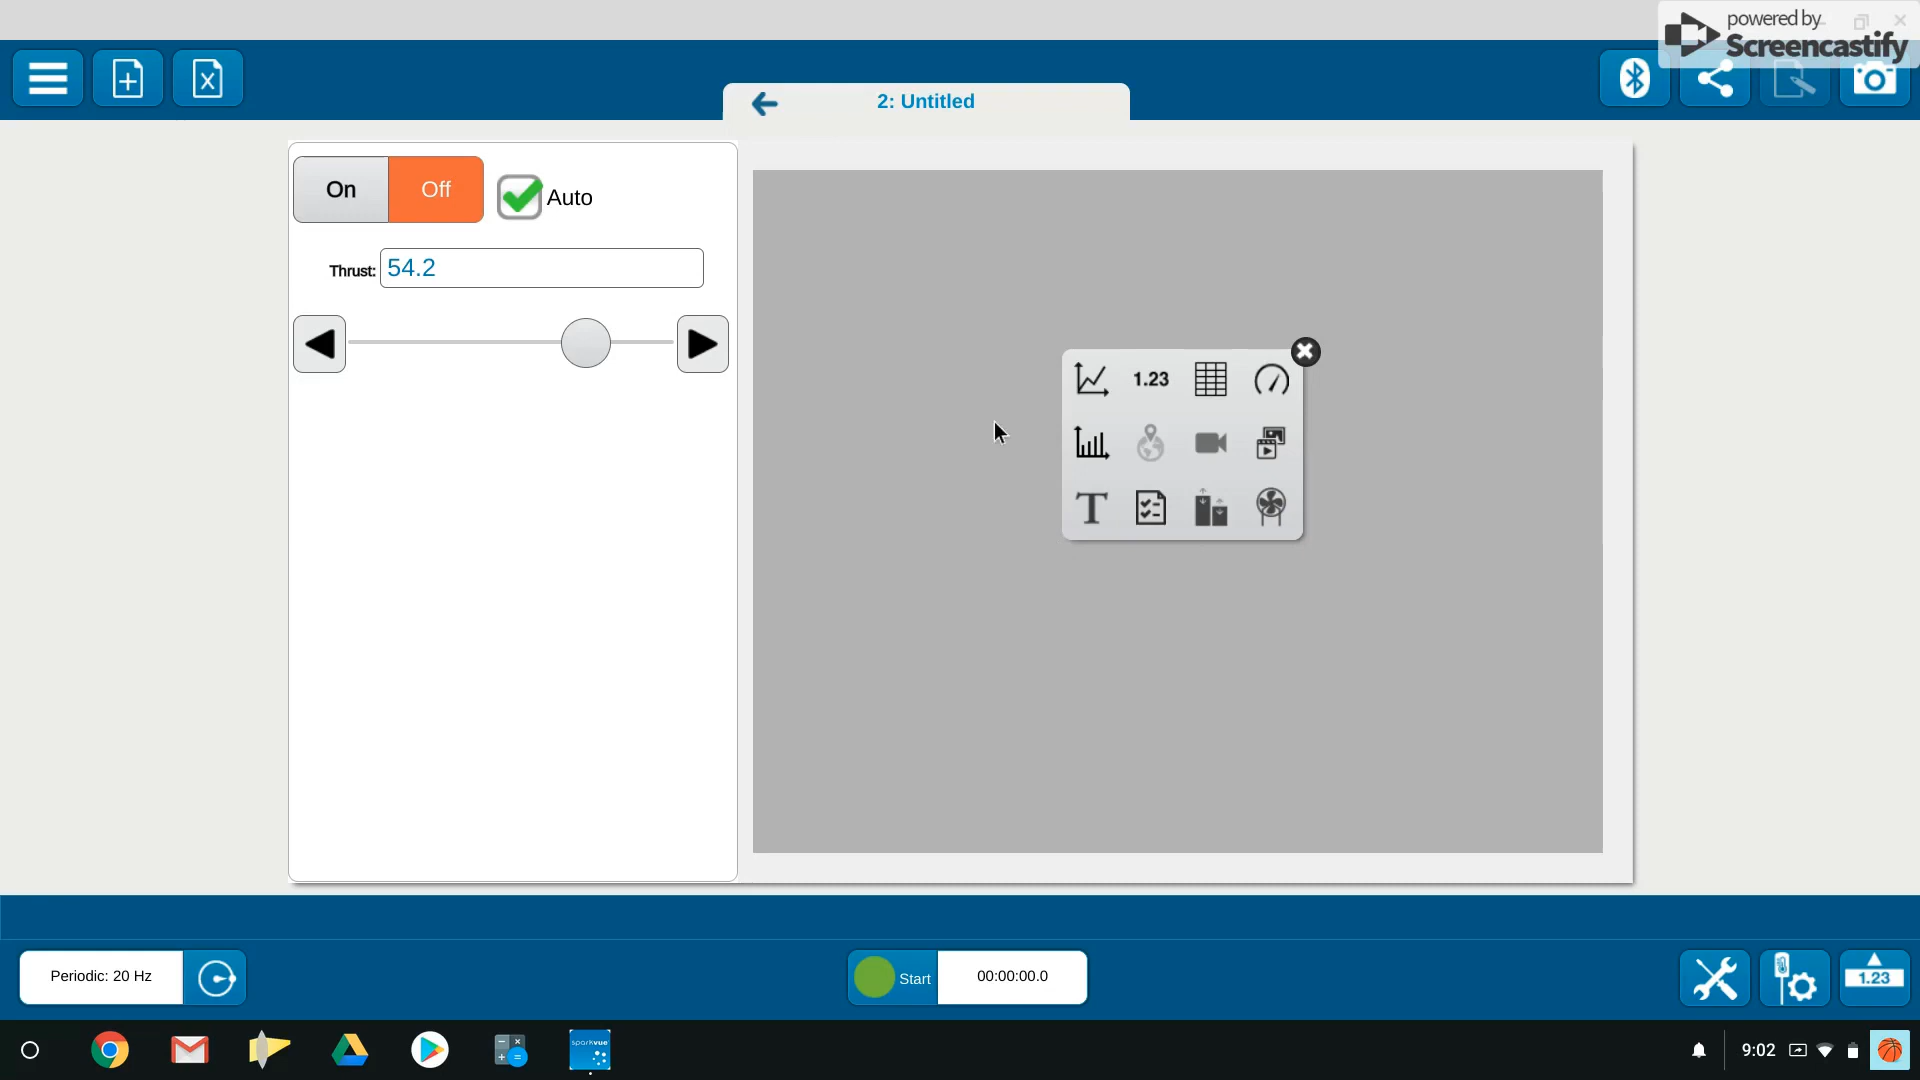 powered by
Screencastify
2: Untitled
On
Off
Auto
Thrust:
54.2
1.23
T
Periodic: 20 Hz
Start
00:00:00.0
1.23
sparkvue
9:02